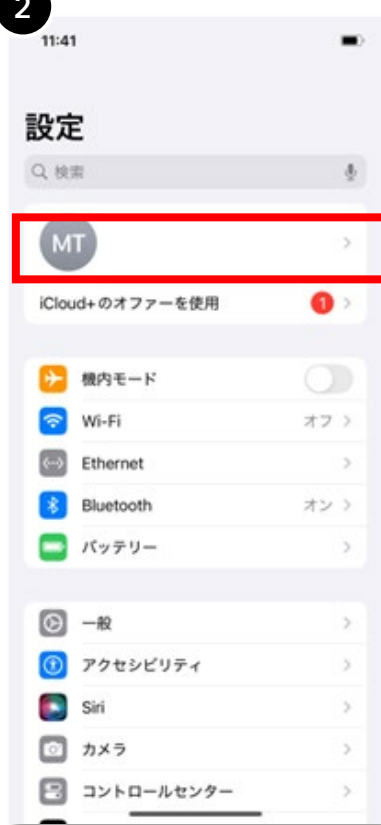 2
11:41
設定
検索
MT
iCloud+のオファーを使用 1
機内モード
Wi-Fi オフ
Ethernet
Bluetooth オン
バッテリー
一般
アクセシビリティ
Siri
カメラ
コントロールセンター